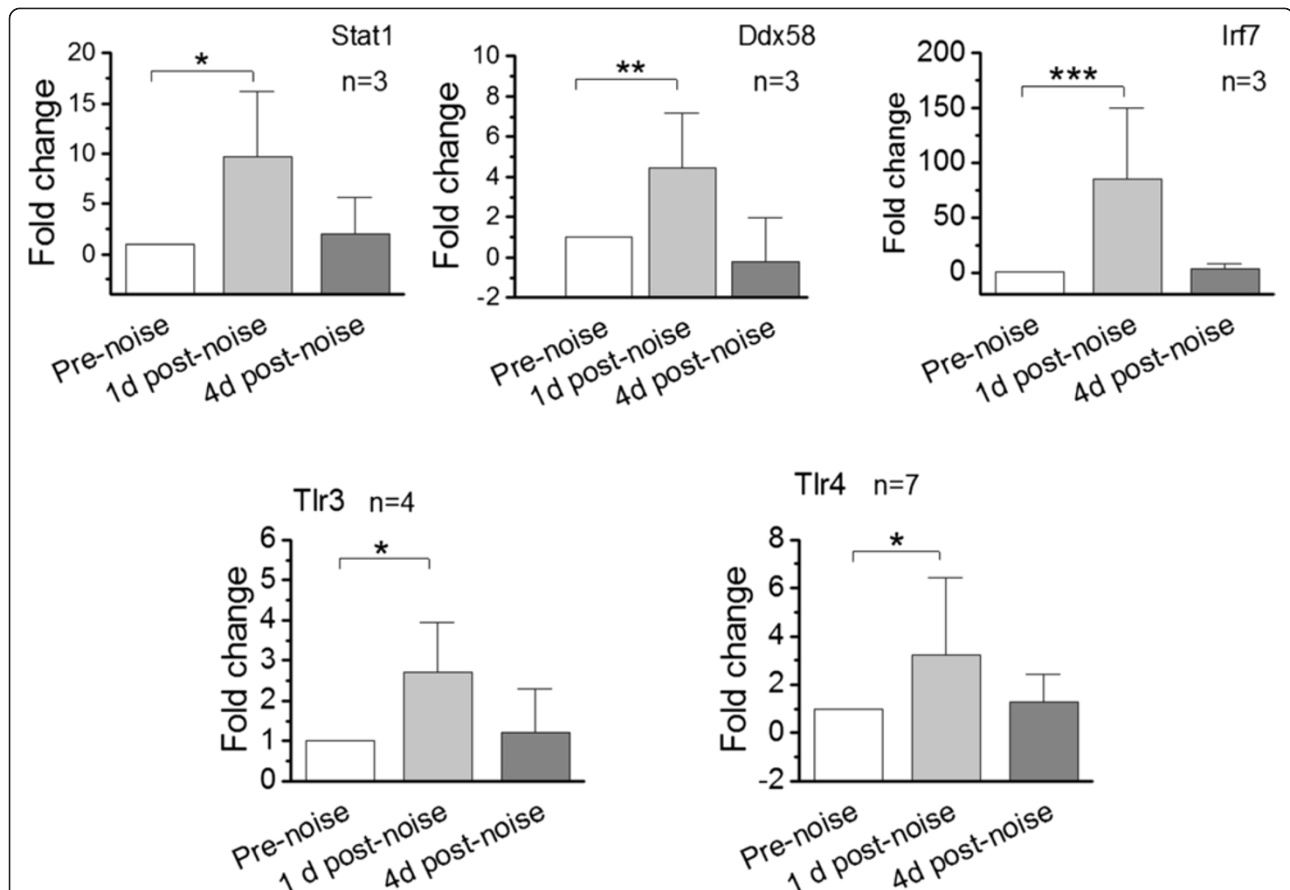 Stat1
n=3
*
20
15
10
5
0
Fold change
Pre-noise
1d post-noise
4d post-noise
Ddx58
n=3
**
10
8
6
4
2
0
-2
Fold change
Pre-noise
1d post-noise
4d post-noise
Irf7
n=3
***
200
150
100
50
0
Fold change
Pre-noise
1d post-noise
4d post-noise
Tlr3 n=4
*
6
5
4
3
2
1
0
Fold change
Pre-noise
1 d post-noise
4d post-noise
Tlr4 n=7
*
8
6
4
2
0
-2
Fold change
Pre-noise
1 d post-noise
4d post-noise